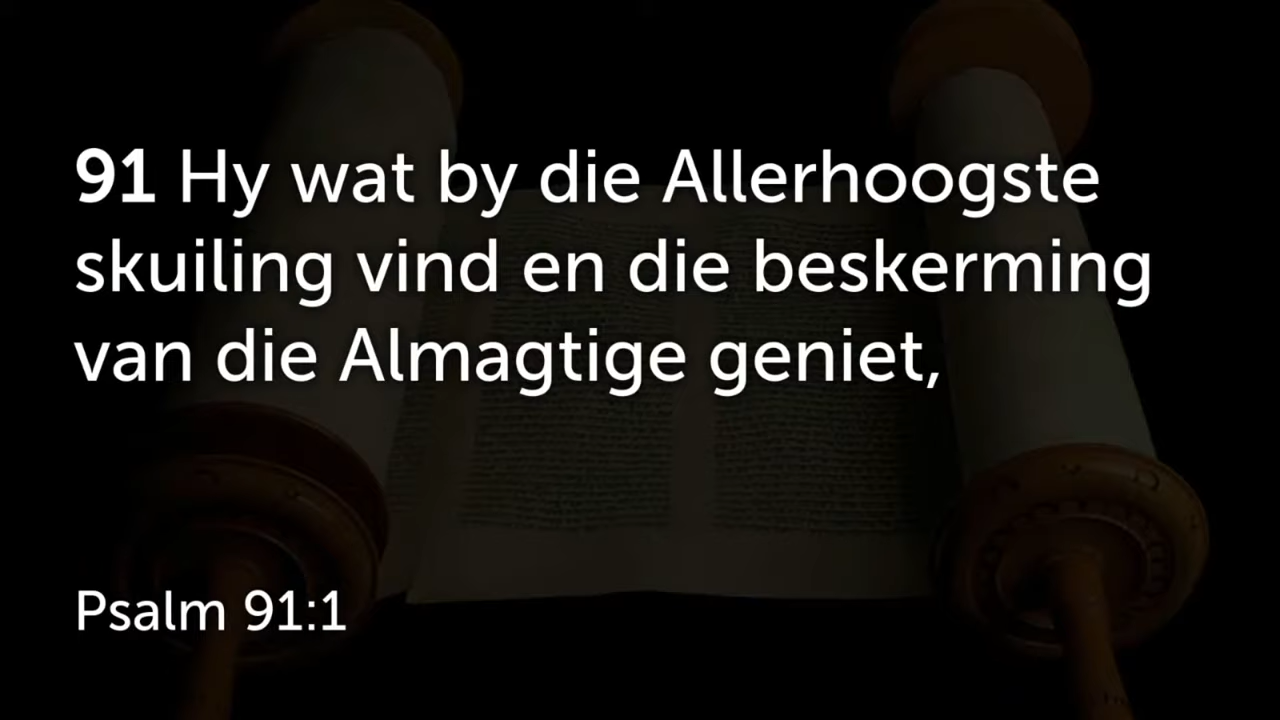 91 Hy wat by die Allerhoogste
skuiling vind en die beskerming
van die Almagtige geniet,
Psalm 91:1